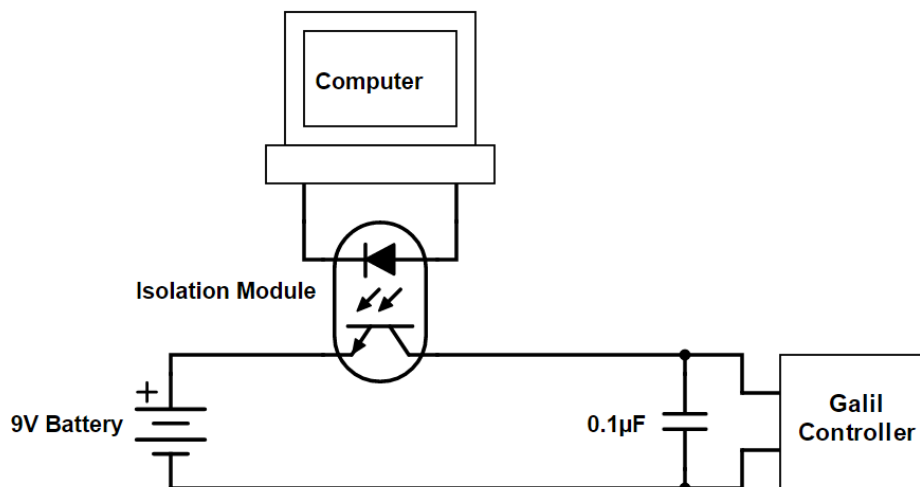 Computer
Isolation Module
+
9V Battery
0.1µF
Galil
Controller